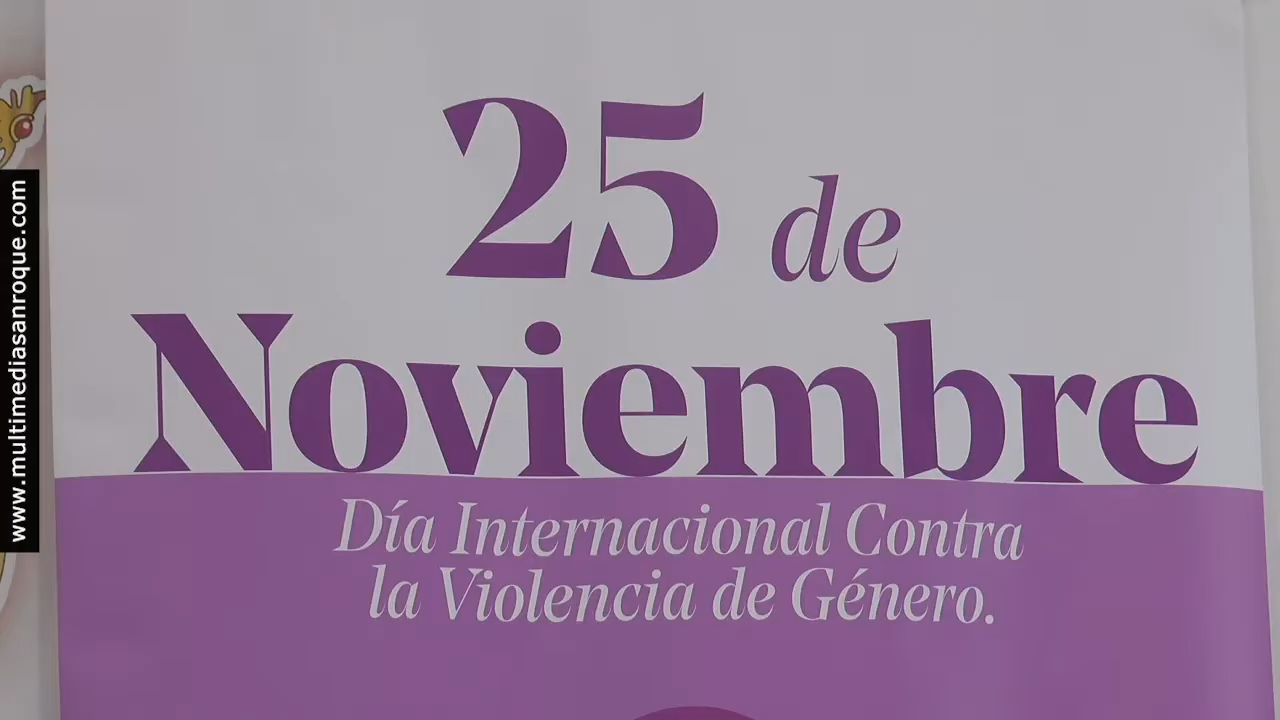 25 de
Noviembre
Día Internacional Contra
la Violencia de Género.
www.multimediasanroque.com